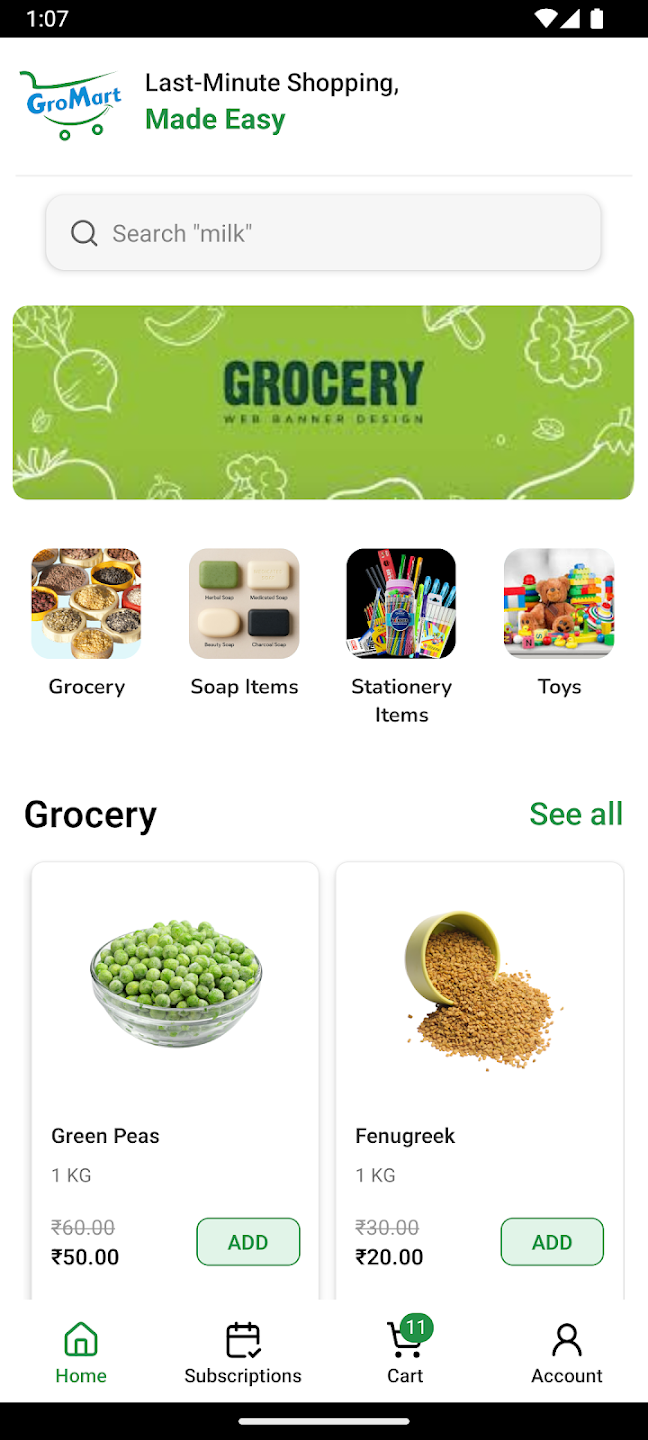 1:07
GroMart
Last-Minute Shopping,
Made Easy
Search "milk"
GROCERY
WEB BANNER DESIGN
Herbal Soap
Medicated Soap
Beauty Soap
Charcoal Soap
Grocery
Soap Items
Stationery
Items
Toys
Grocery
See all
Green Peas
Fenugreek
1 KG
1 KG
₹60.00
₹50.00
ADD
₹30.00
₹20.00
ADD
11
Home
Subscriptions
Cart
Account